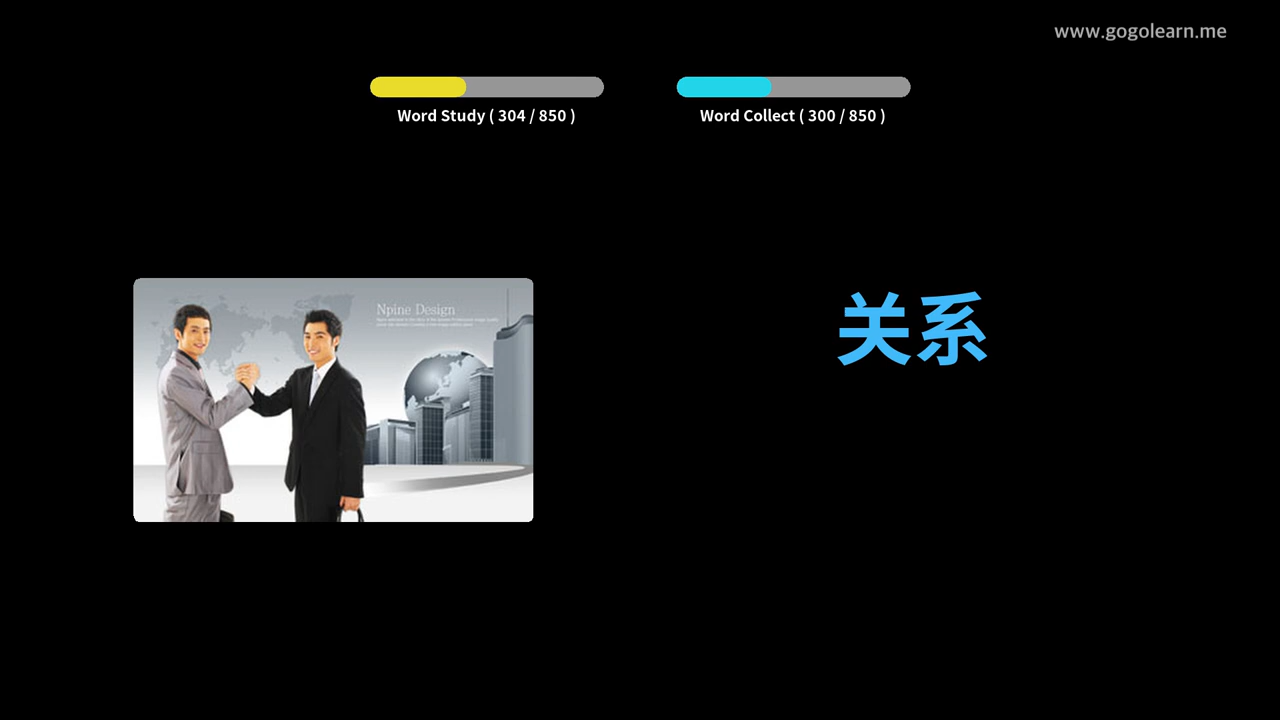 www.gogolearn.me
Word Study ( 304 / 850 )
Word Collect ( 300 / 850 )
Npine Design
关系